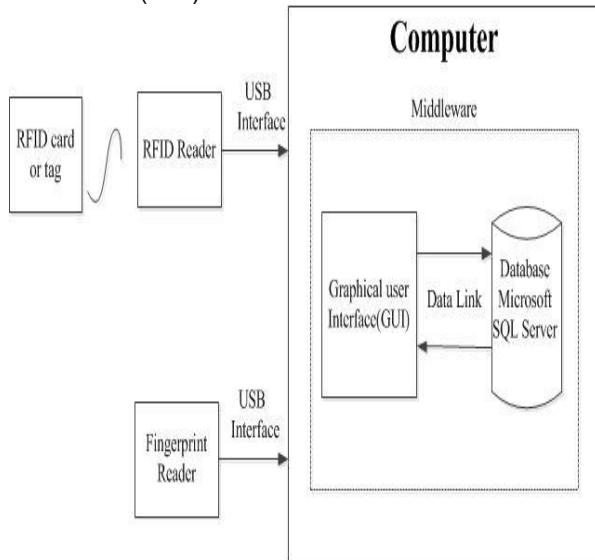 Computer
USB
Interface
Middleware
RFID card
or tag
RFID Reader
Graphical user
Interface(GUI)
Data Link
Database
Microsoft
SQL Server
USB
Interface
Fingerprint
Reader